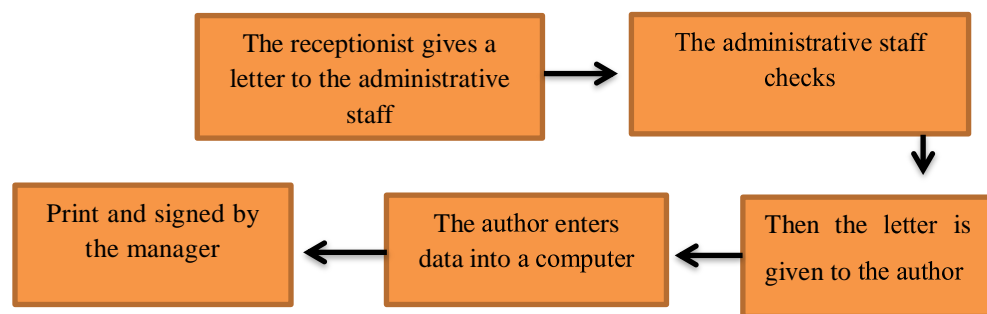 The receptionist gives a
letter to the administrative
staff
The administrative staff
checks
Then the letter is
given to the author
The author enters
data into a computer
Print and signed by
the manager